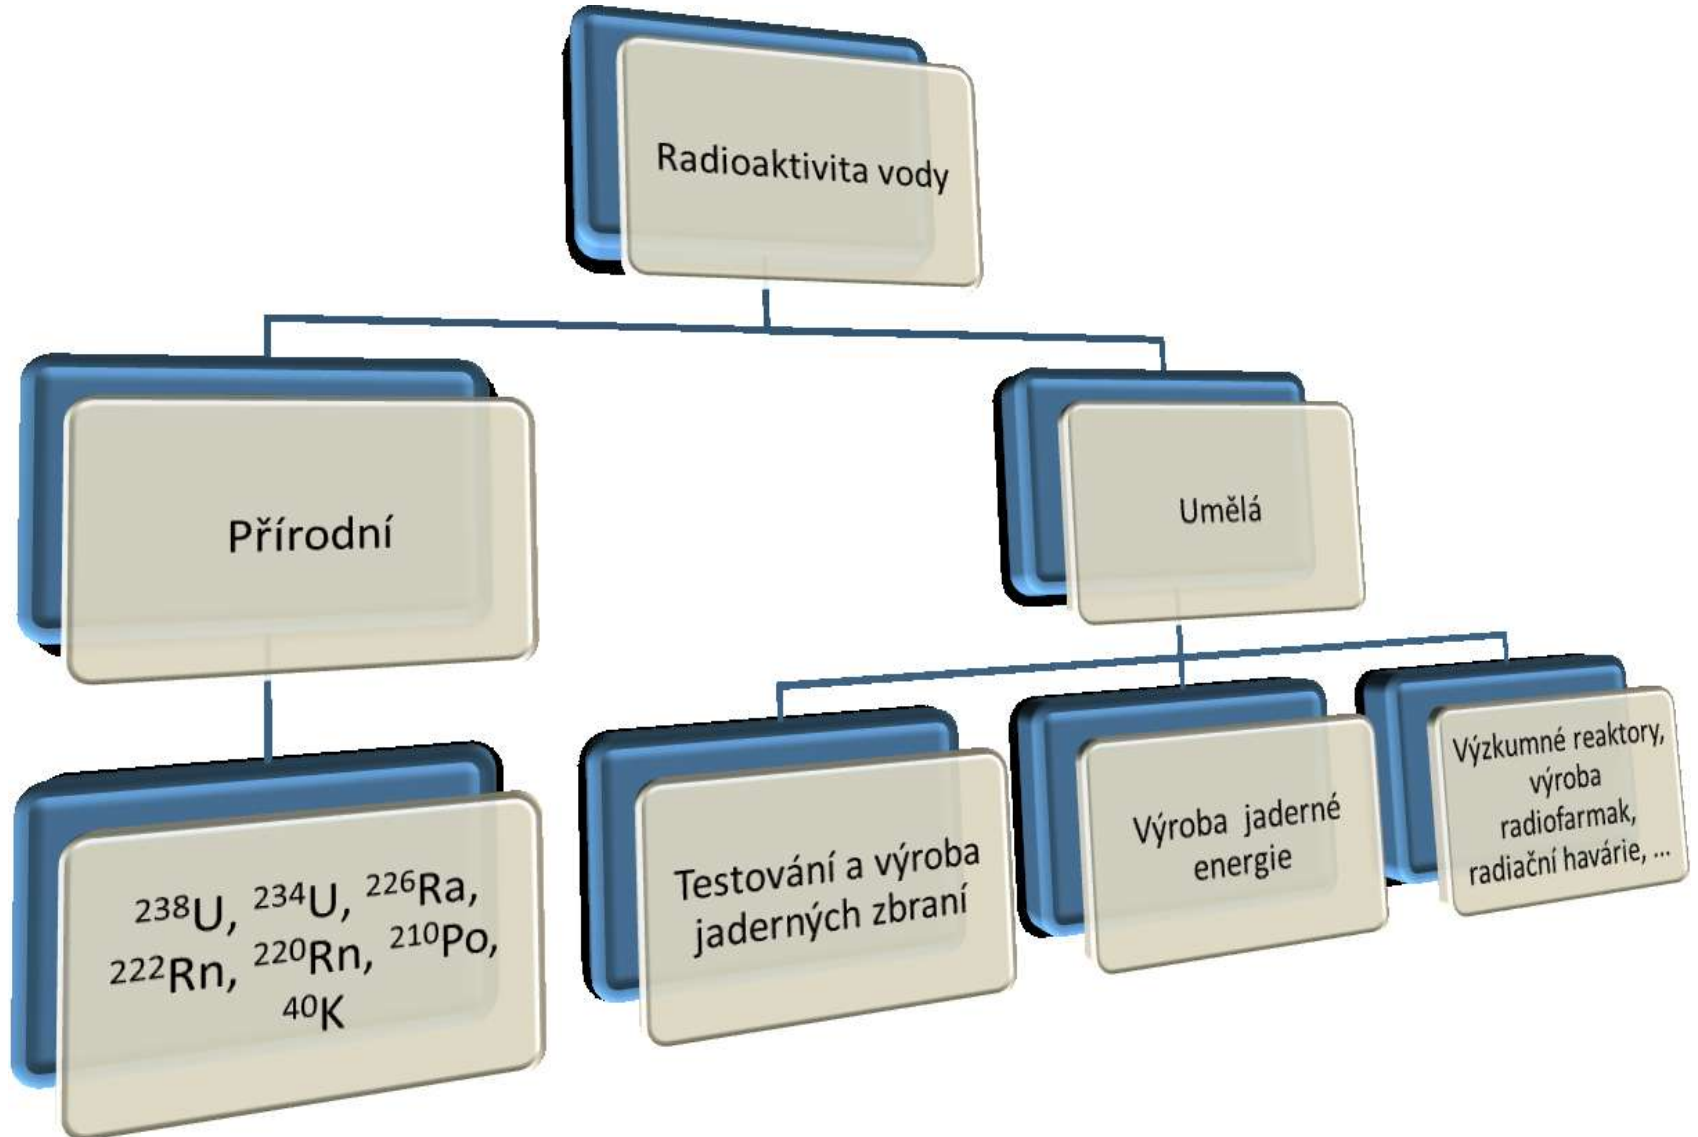 Radioaktivita vody
Přírodní
Umělá
²³⁸U, ²³⁴U, ²²⁶Ra,
²²²Rn, ²²⁰Rn, ²¹⁰Po,
⁴⁰K
Testování a výroba
jaderných zbraní
Výroba jaderné
energie
Výzkumné reaktory,
výroba
radiofarmak,
radiační havárie, ...